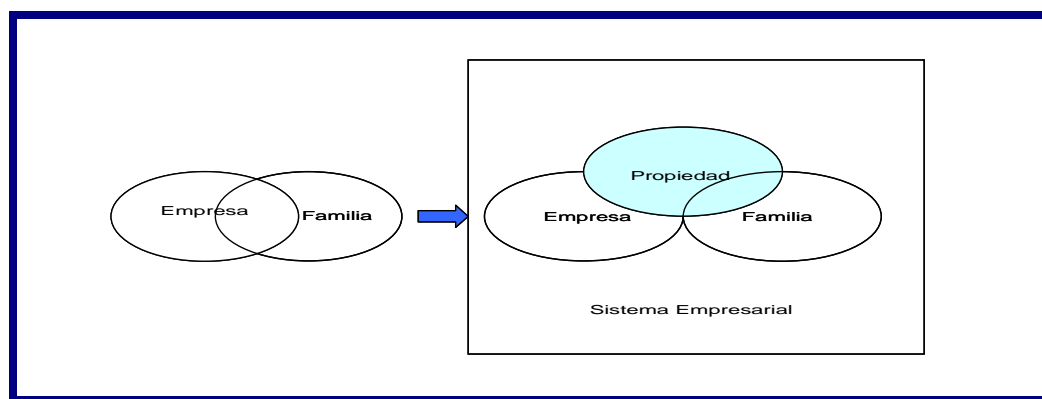 Empresa
Familia
Propiedad
Empresa
Familia
Sistema Empresarial